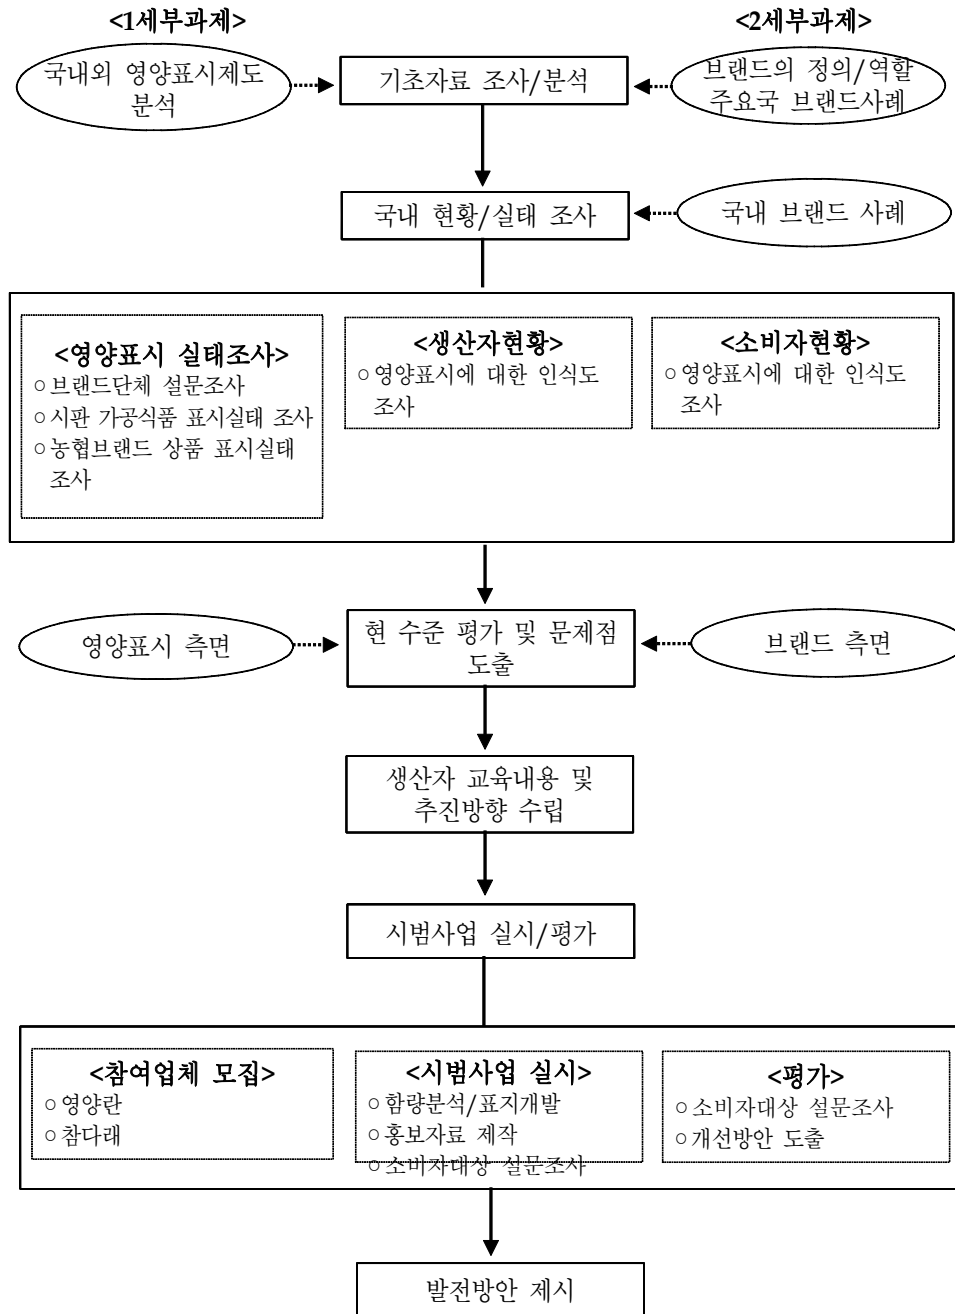 <1세부과제>
<2세부과제>
국내외 영양표시제도
분석
기초자료 조사/분석
브랜드의 정의/역할
주요국 브랜드사례
국내 현황/실태 조사
국내 브랜드 사례
<영양표시 실태조사>
○브랜드단체 설문조사
○시판 가공식품 표시실태 조사
○농협브랜드 상품 표시실태
조사
<생산자현황>
○영양표시에 대한 인식도
조사
<소비자현황>
○영양표시에 대한 인식도
조사
영양표시 측면
현 수준 평가 및 문제점
도출
브랜드 측면
생산자 교육내용 및
추진방향 수립
시범사업 실시/평가
<참여업체 모집>
○영양란
○참다래
<시범사업 실시>
○함량분석/표지개발
○홍보자료 제작
○소비자대상 설문조사
<평가>
○소비자대상 설문조사
○개선방안 도출
발전방안 제시